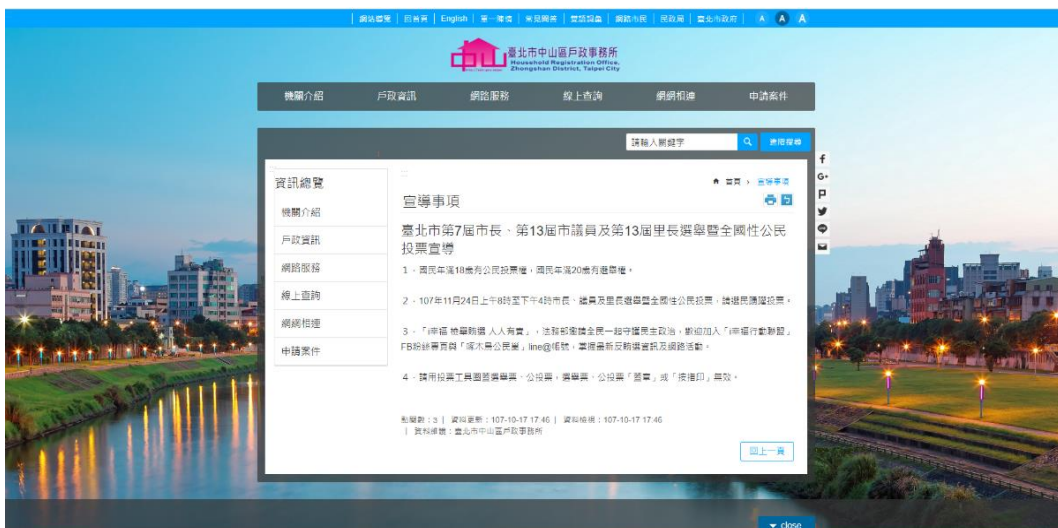 網站導覽 | 回首頁 | English | 第一陣情 | 常見問答 | 雙語詞彙 | 網路市民 | 民政局 | 臺北市政府 | A A A
中山
臺北市中山區戶政事務所
Household Registration Office,
Zhongshan District, Taipei City
機關介紹 戶政資訊 網路服務 線上查詢 網網相連 申請案件
請輸入關鍵字 進階搜尋
資訊總覽
機關介紹
戶政資訊
網路服務
線上查詢
網網相連
申請案件
首頁 › 宣導事項
宣導事項
臺北市第7屆市長、第13屆市議員及第13屆里長選舉暨全國性公民
投票宣導
1、國民年滿18歲有公民投票權,國民年滿20歲有選舉權。
2、107年11月24日上午8時至下午4時市長、議員及里長選舉暨全國性公民投票,請選民踴躍投票。
3、「i幸福 檢舉賄選 人人有責」,法務部邀請全民一起守護民主政治,歡迎加入「i幸福行動聯盟」
FB粉絲專頁與「啄木鳥公民黨」line@帳號,掌握最新反賄選資訊及網路活動。
4、請用投票工具圈蓋選舉票、公投票,選舉票、公投票「蓋章」或「按指印」無效。
點閱數:3 | 資料更新:107-10-17 17:46 | 資料檢視:107-10-17 17:46
| 資料維護:臺北市中山區戶政事務所
回上一頁
close